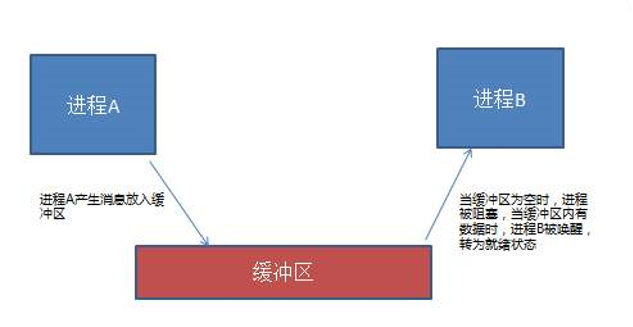 进程A
进程B
进程A产生消息放入缓
冲区
当缓冲区为空时，进程
被阻塞，当缓冲区内有
数据时，进程B被唤醒，
转为就绪状态
缓冲区